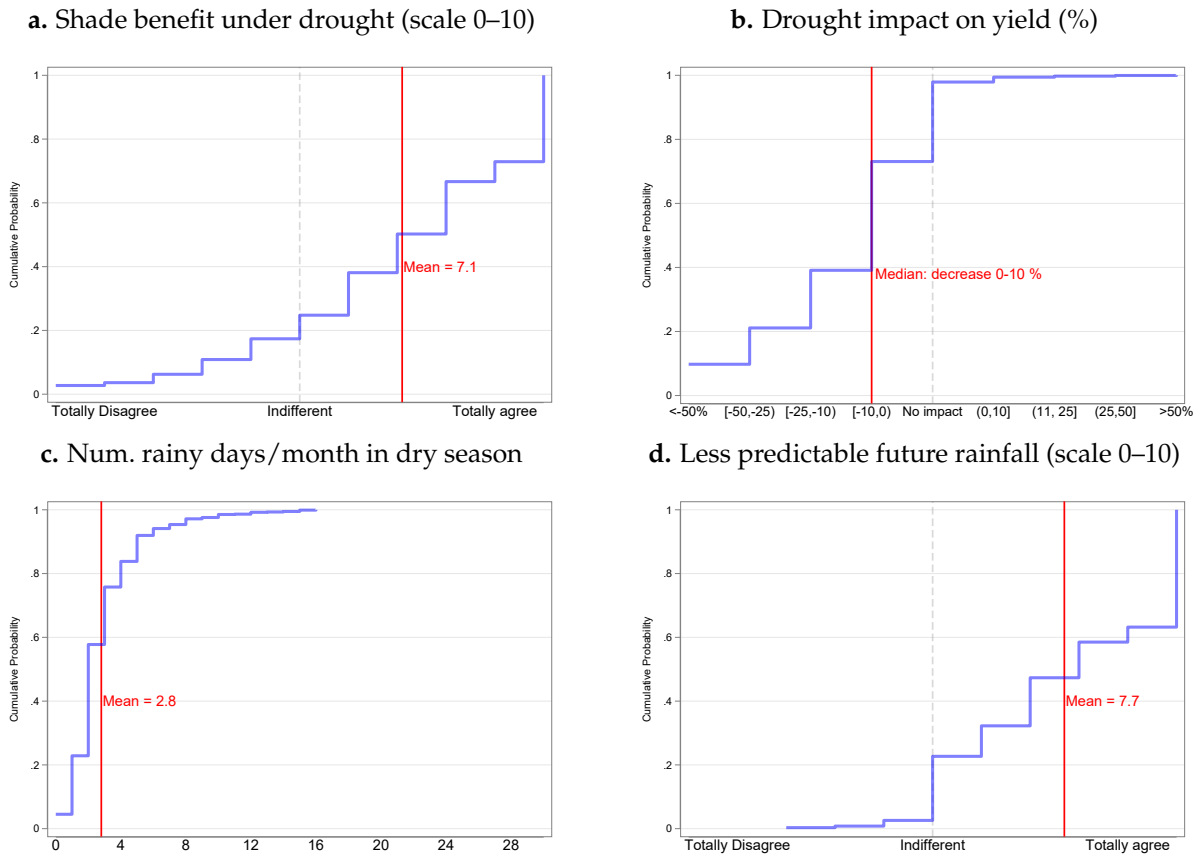 a. Shade benefit under drought (scale 0–10)
Cumulative Probability
1
.8
.6
.4
.2
0
Mean = 7.1
Totally Disagree
Indifferent
Totally agree
b. Drought impact on yield (%)
Cumulative Probability
1
.8
.6
.4
.2
0
Median: decrease 0-10 %
<-50%
[-50,-25)
[-25,-10)
[-10,0)
No impact
(0,10]
(11, 25]
(25,50]
>50%
c. Num. rainy days/month in dry season
Cumulative Probability
1
.8
.6
.4
.2
0
Mean = 2.8
0
4
8
12
16
20
24
28
d. Less predictable future rainfall (scale 0–10)
Cumulative Probability
1
.8
.6
.4
.2
0
Mean = 7.7
Totally Disagree
Indifferent
Totally agree